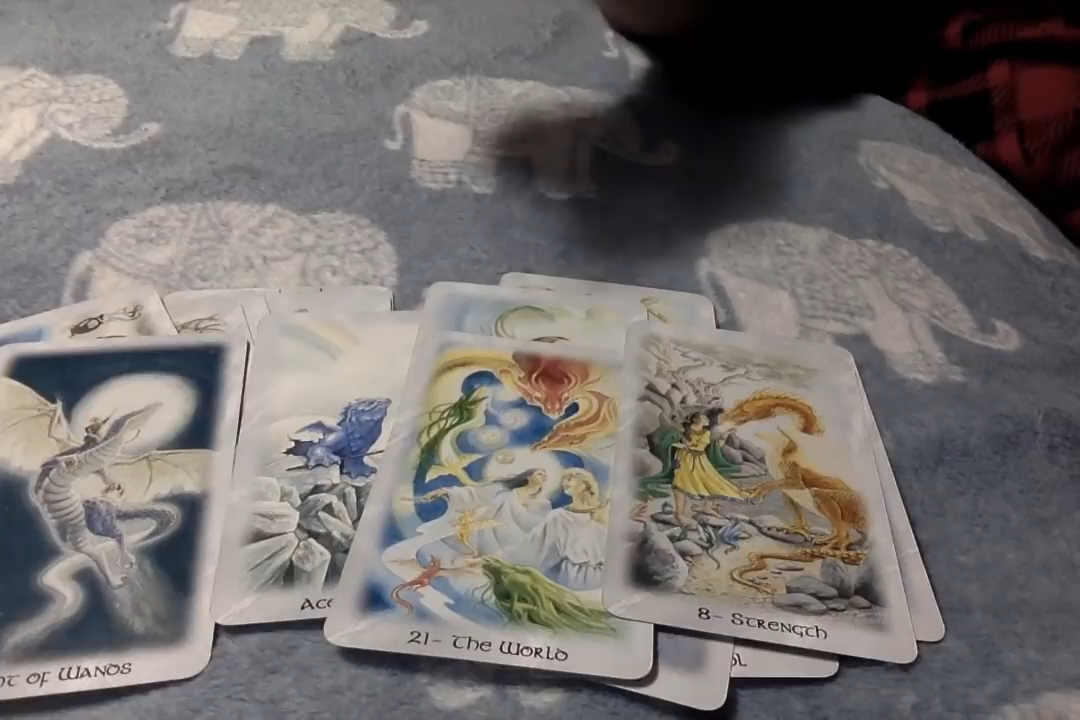 OF WANDS
21- The World
8- Strength